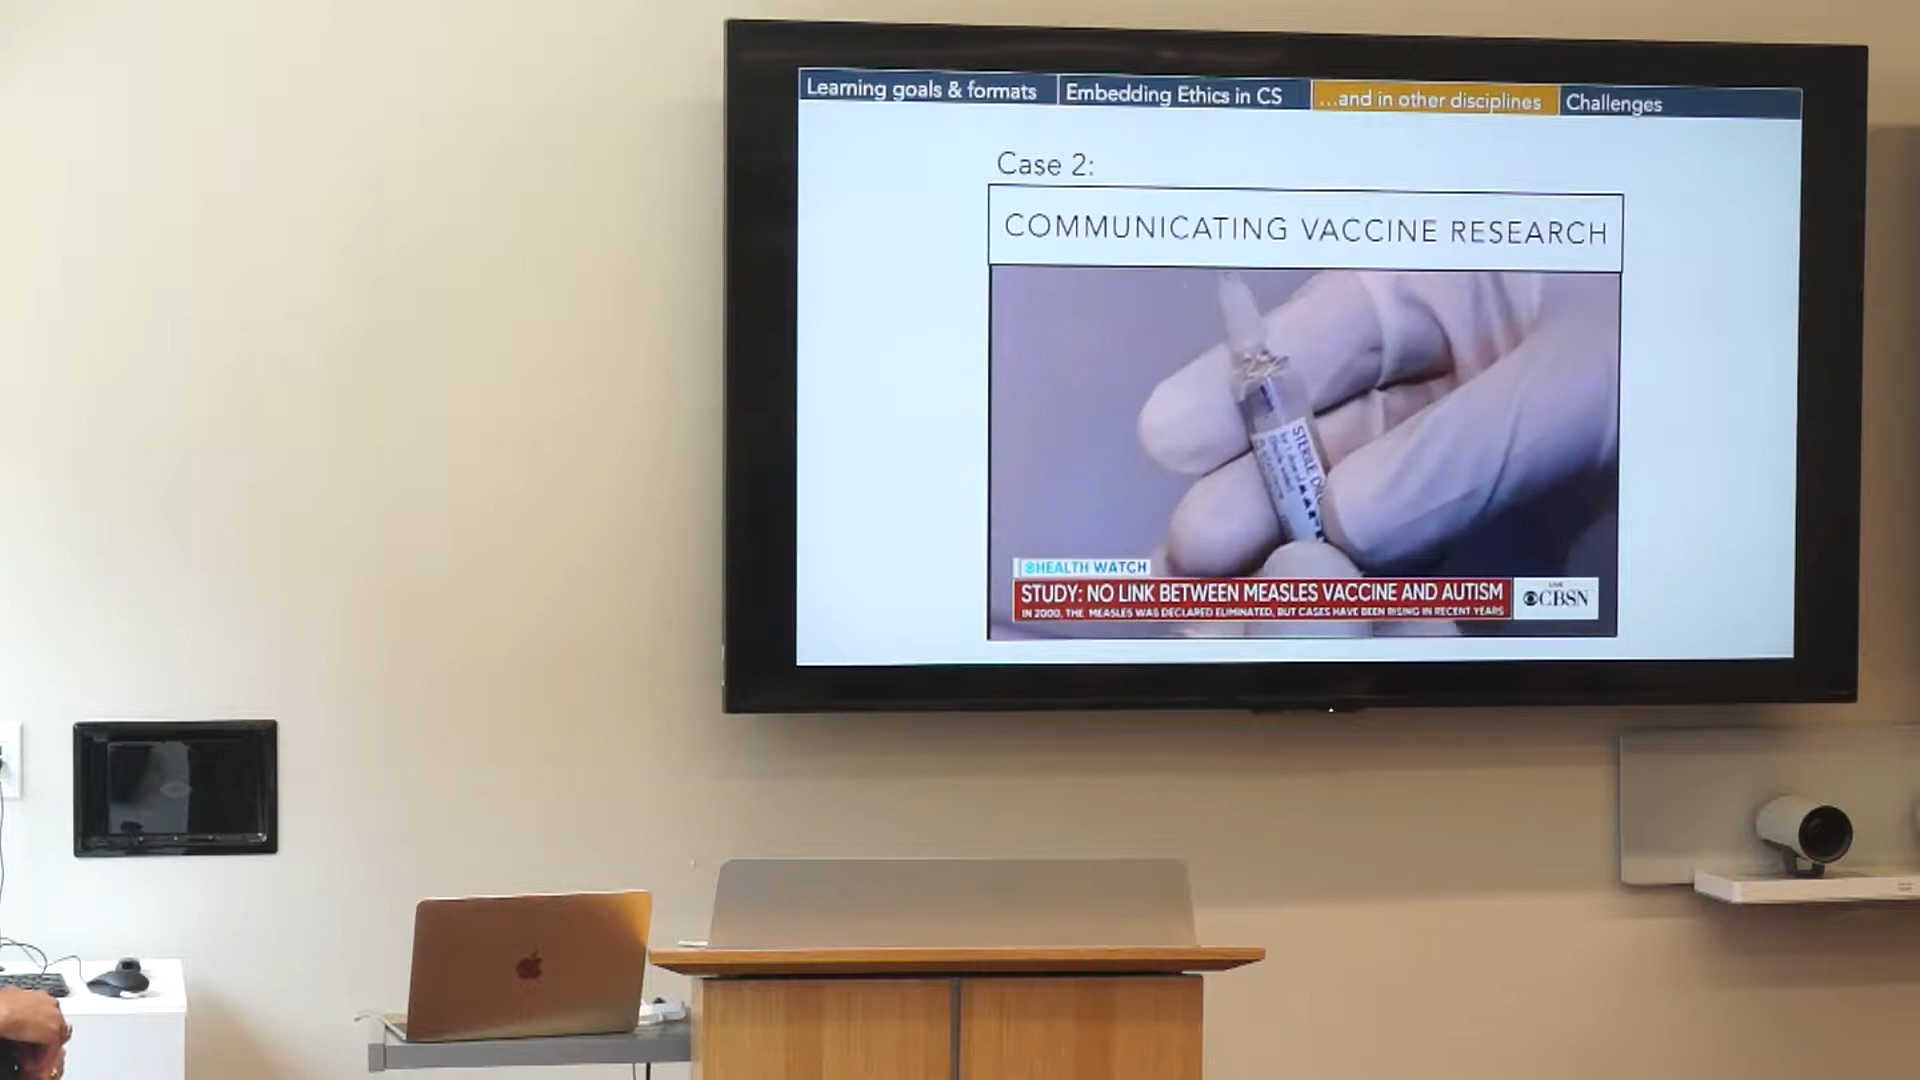 Learning goals & formats
Embedding Ethics in CS
...and in other disciplines
Challenges
Case 2:
COMMUNICATING VACCINE RESEARCH
STERILE
HEALTH WATCH
STUDY: NO LINK BETWEEN MEASLES VACCINE AND AUTISM
IN 2000, THE MEASLES WAS DECLARED ELIMINATED, BUT CASES HAVE BEEN RISING IN RECENT YEARS
LIVE
CBSN